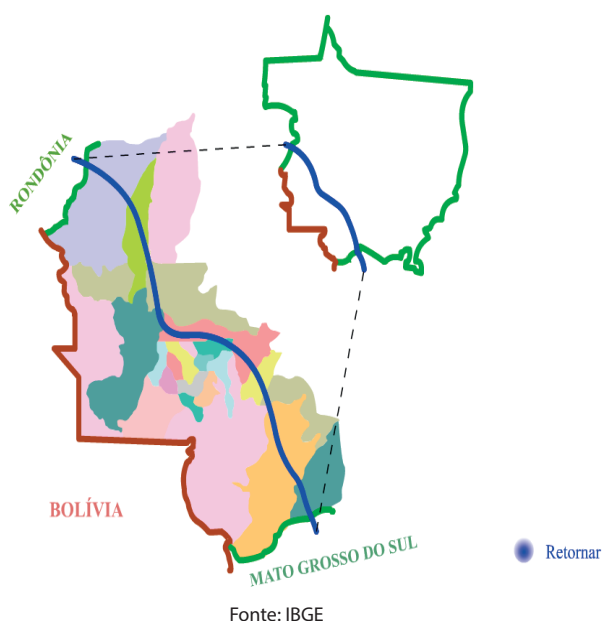 RONDÔNIA
BOLÍVIA
MATO GROSSO DO SUL
Retornar
Fonte: IBGE